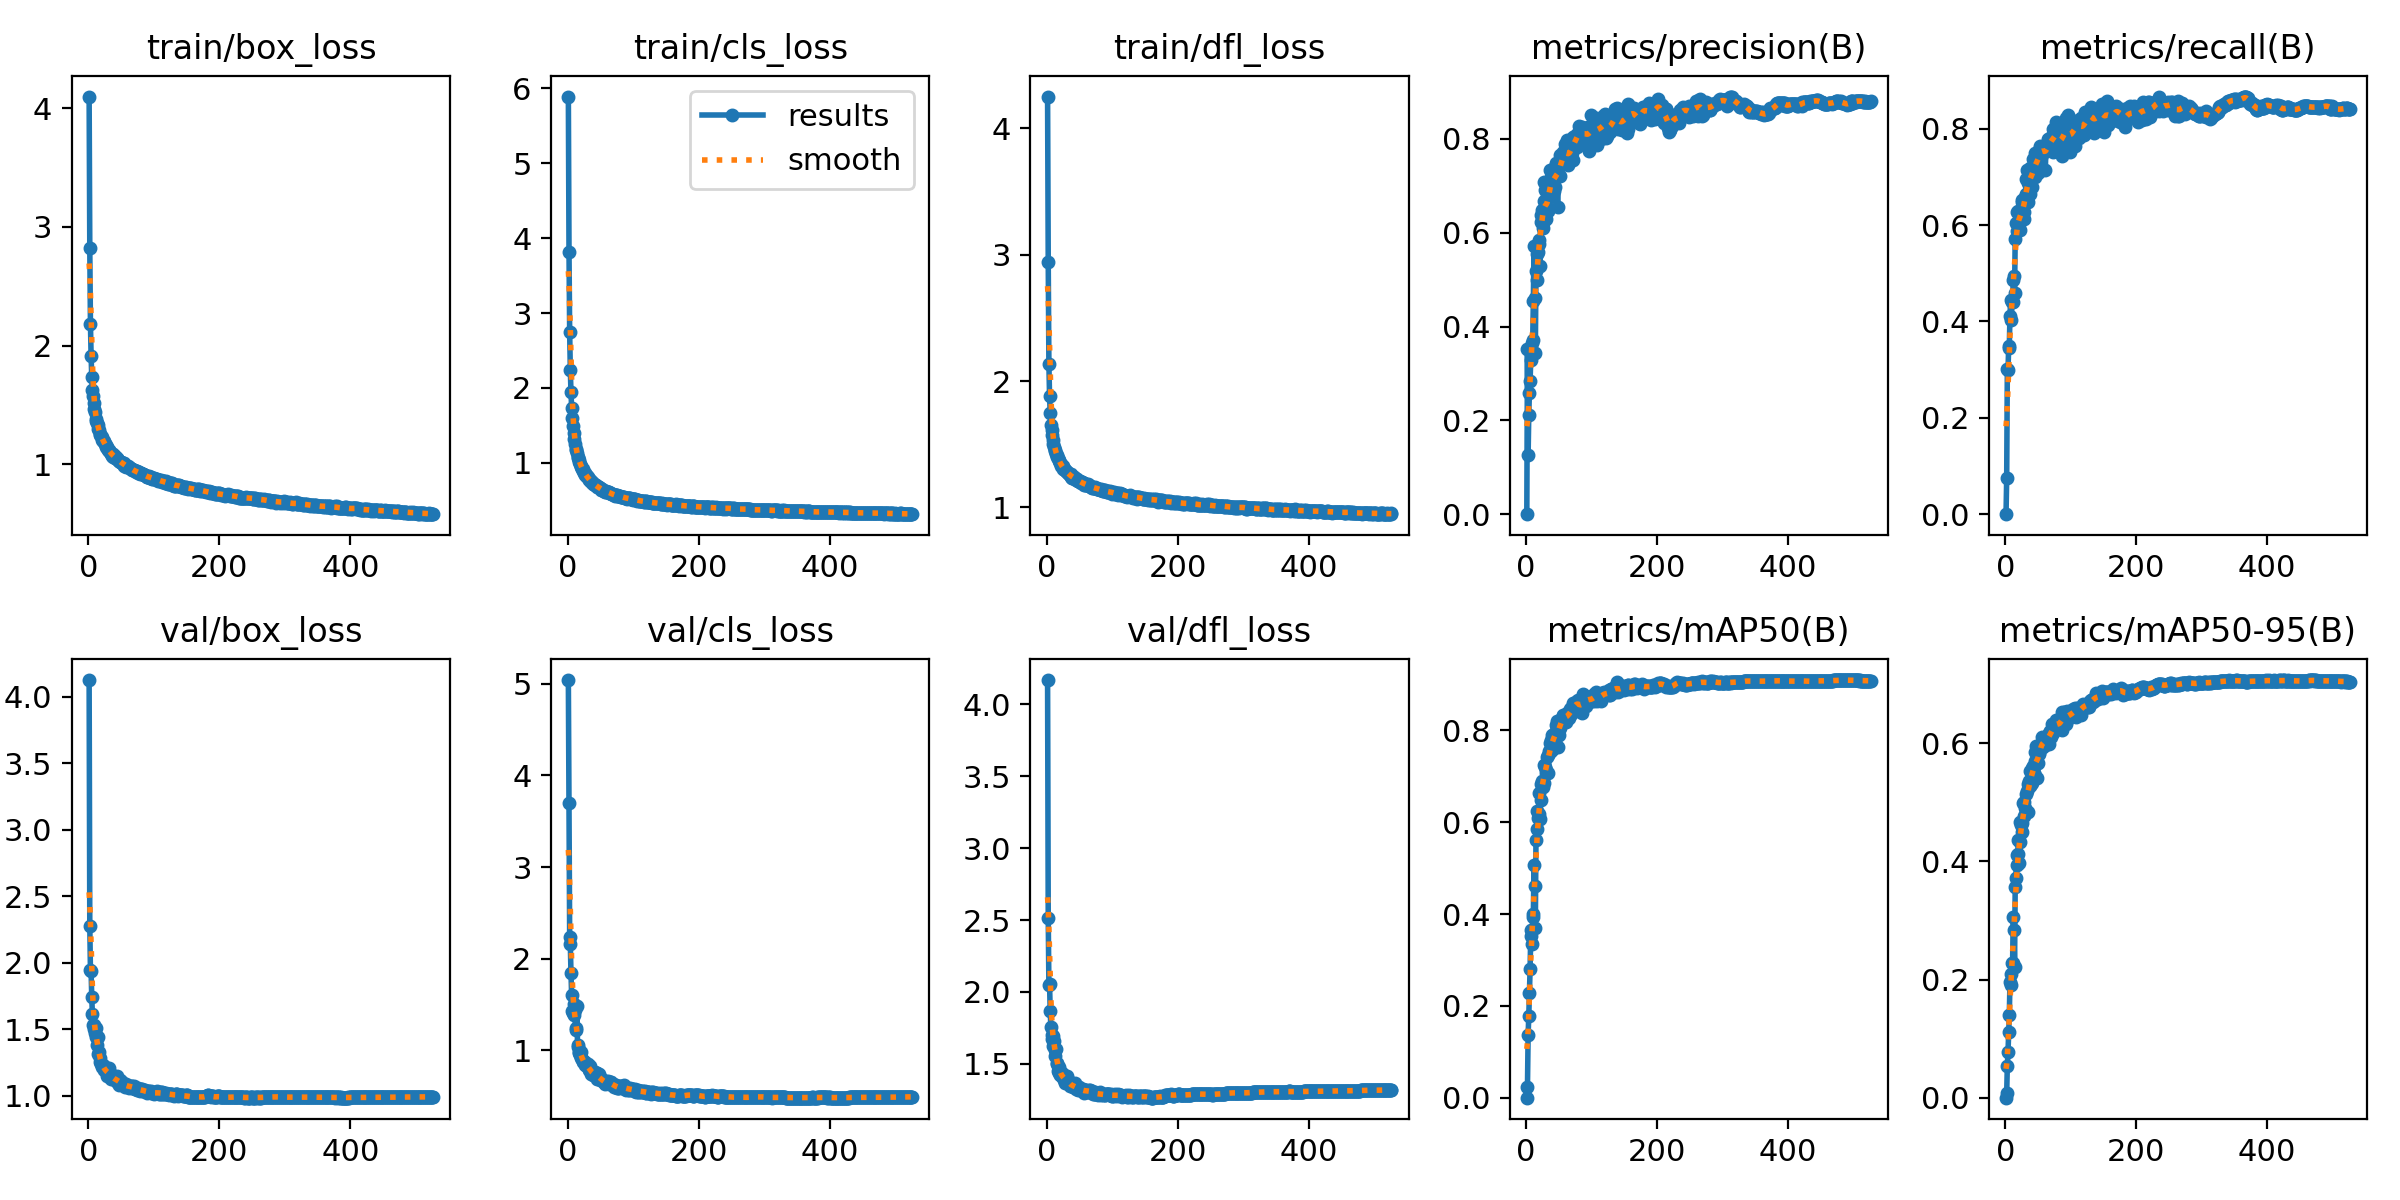 train/box_loss
4
3
2
1
0 200 400
train/cls_loss
6
5
4
3
2
1
results
smooth
0 200 400
train/dfl_loss
4
3
2
1
0 200 400
metrics/precision(B)
0.8
0.6
0.4
0.2
0.0
0 200 400
metrics/recall(B)
0.8
0.6
0.4
0.2
0.0
0 200 400
val/box_loss
4.0
3.5
3.0
2.5
2.0
1.5
1.0
0 200 400
val/cls_loss
5
4
3
2
1
0 200 400
val/dfl_loss
4.0
3.5
3.0
2.5
2.0
1.5
0 200 400
metrics/mAP50(B)
0.8
0.6
0.4
0.2
0.0
0 200 400
metrics/mAP50-95(B)
0.6
0.4
0.2
0.0
0 200 400